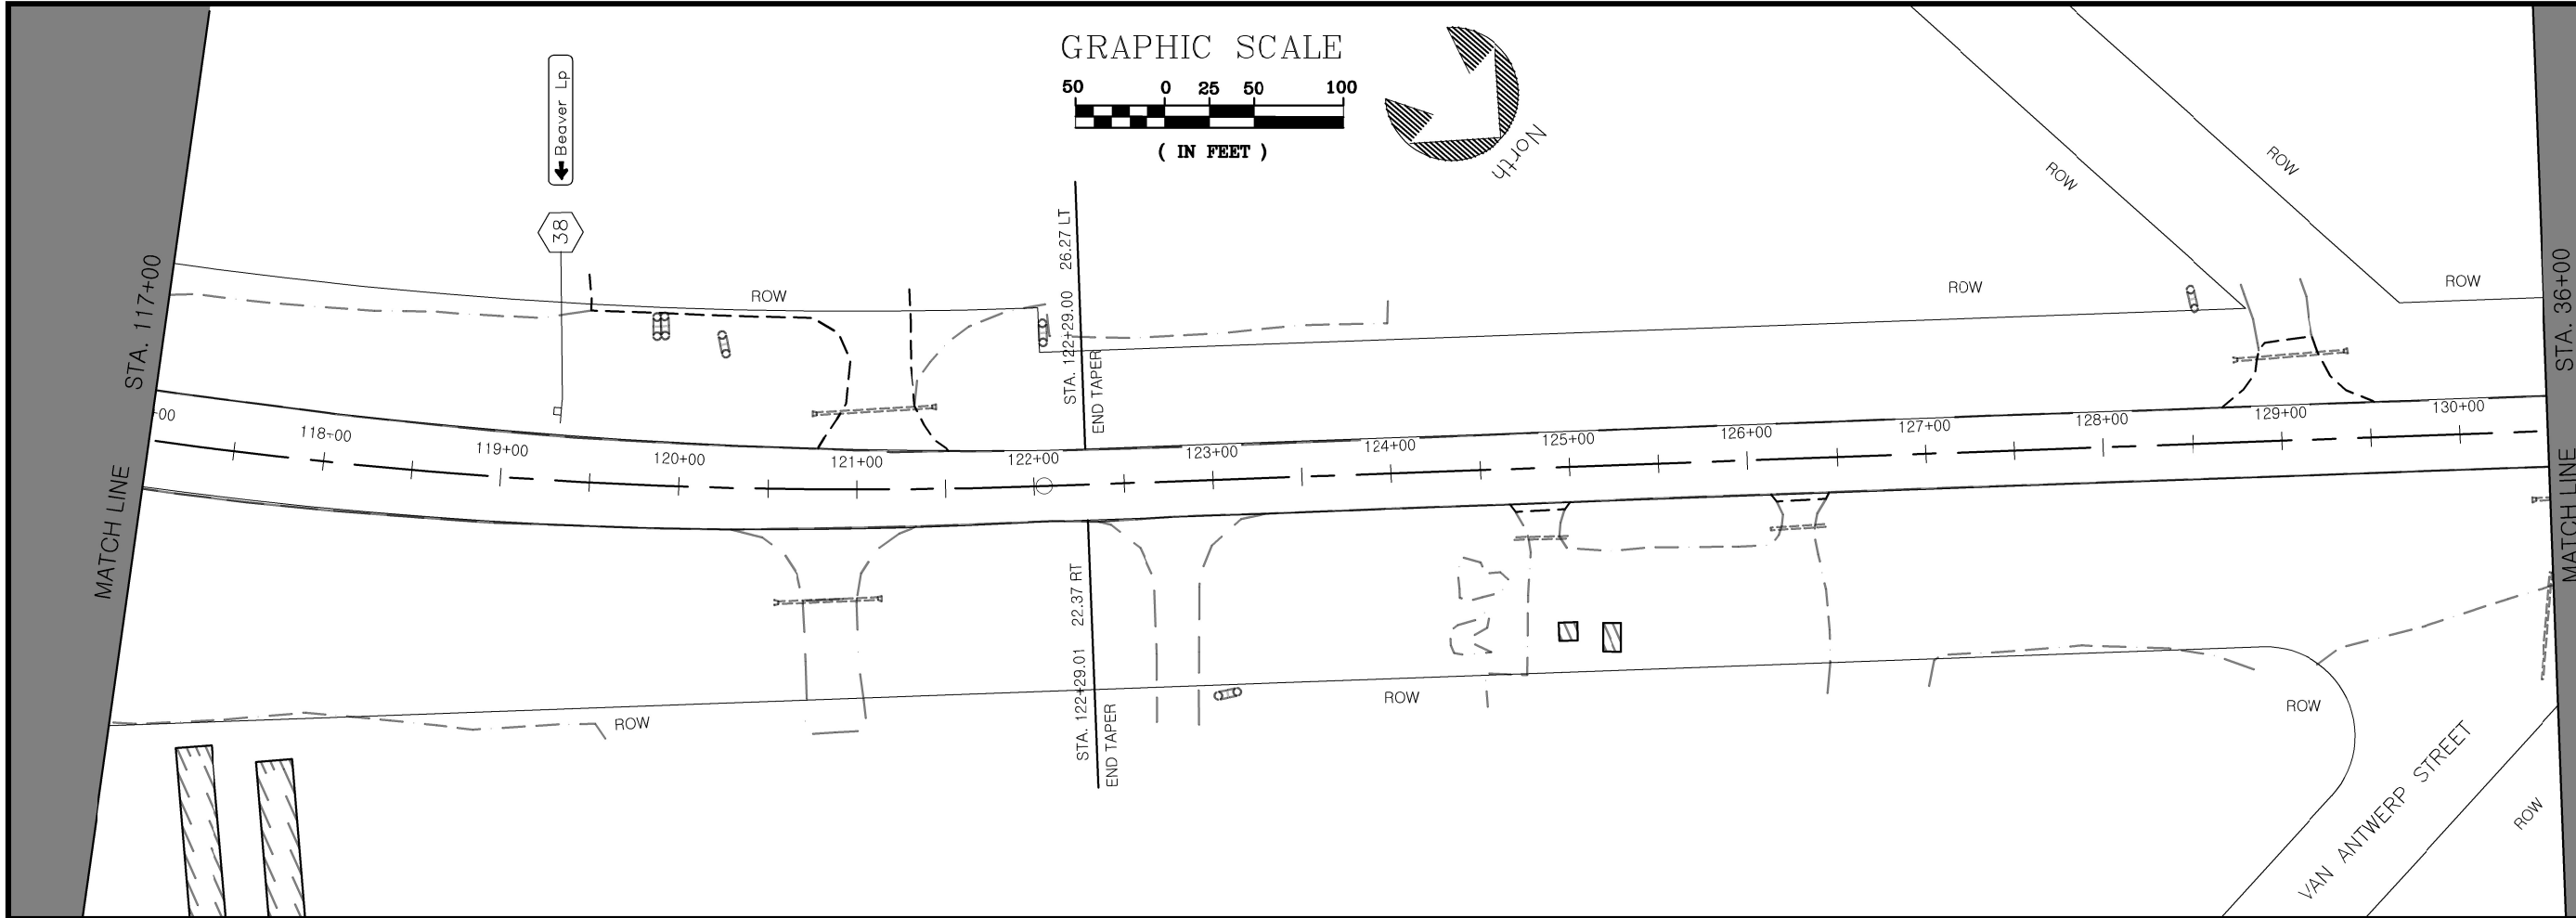 GRAPHIC SCALE
50 0 25 50 100
( IN FEET )
North
Beaver Lp
38
STA. 117+00
MATCH LINE
STA. 36+00
MATCH LINE
ROW
ROW
ROW
ROW
ROW
STA. 122+29.00 26.27 LT
END TAPER
-00
118+00
119+00
120+00
121+00
122+00
123+00
124+00
125+00
126+00
127+00
128+00
129+00
130+00
STA. 122+29.01 22.37 RT
END TAPER
ROW
ROW
ROW
VAN ANTWERP STREET
ROW